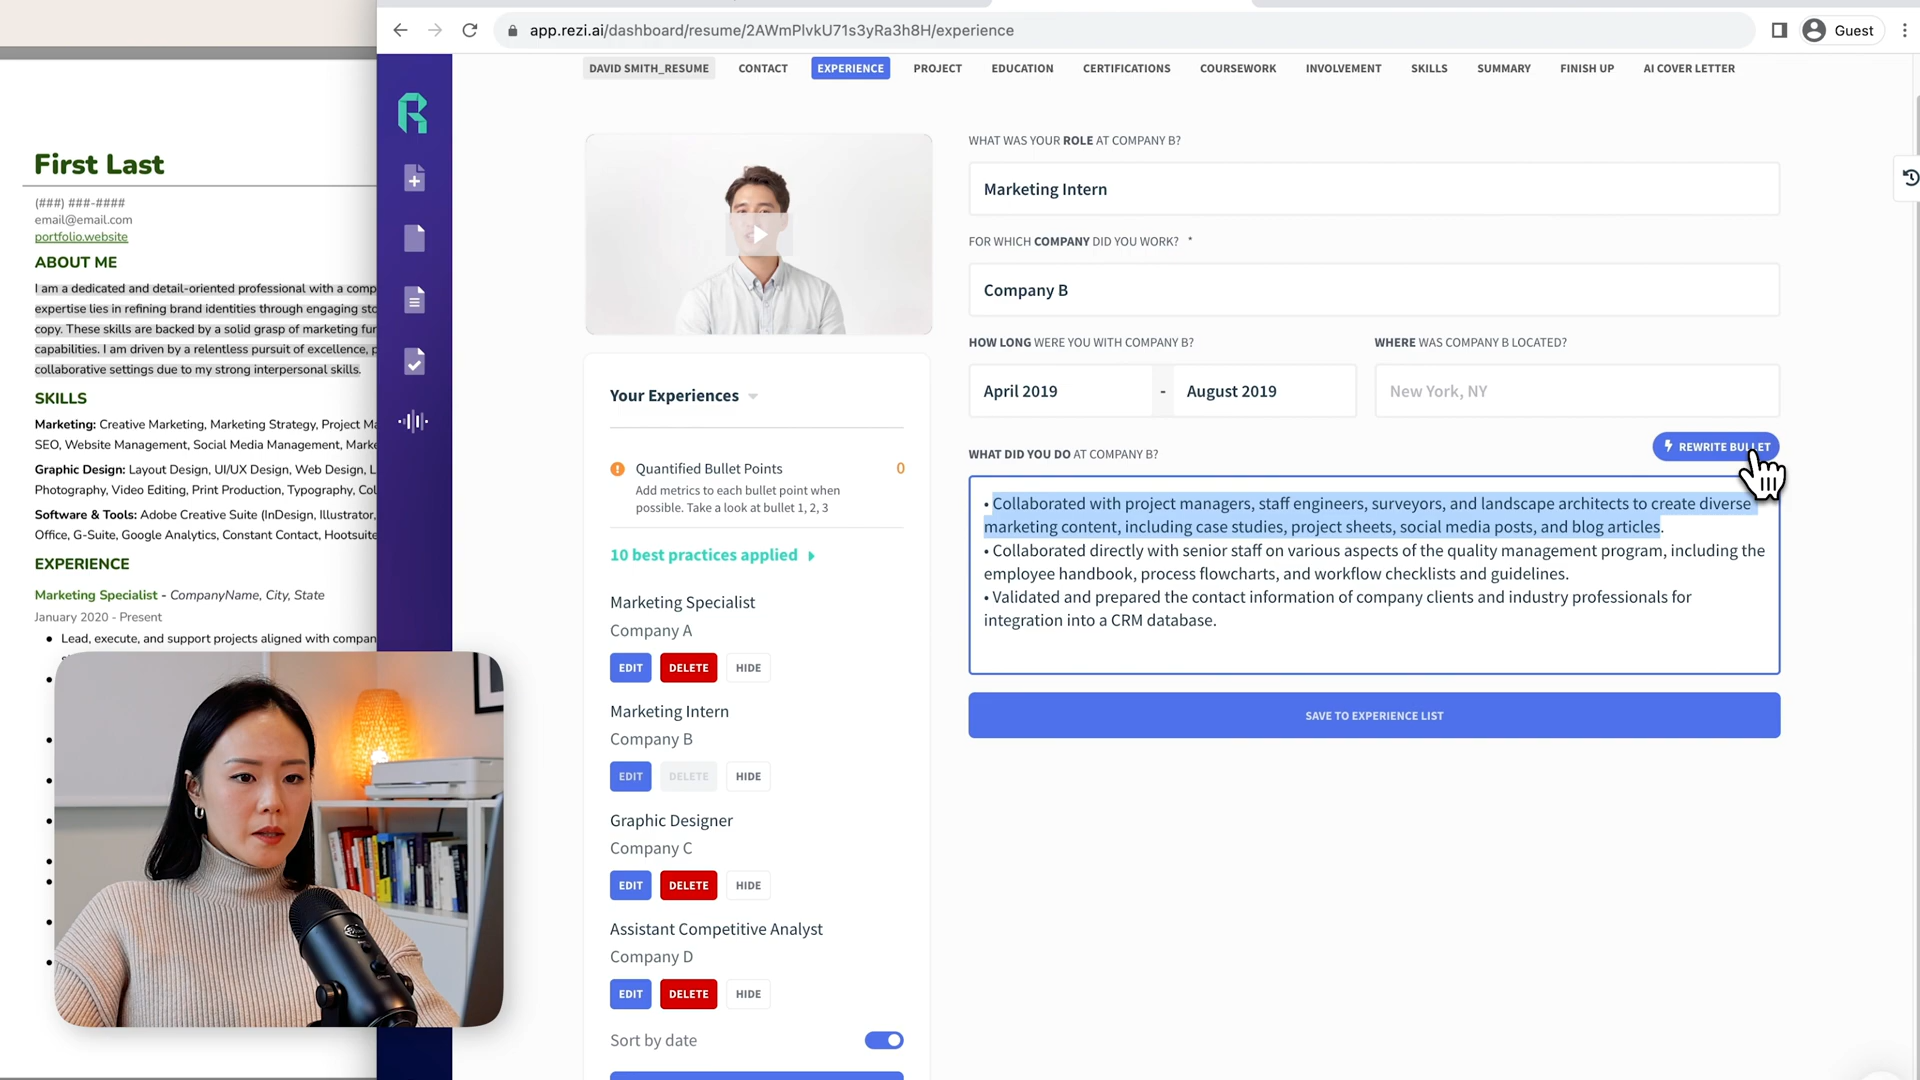 app.rezi.ai/dashboard/resume/2AWmPlvkU71s3yRa3h8H/experience
Guest
DAVID SMITH_RESUME
CONTACT
EXPERIENCE
PROJECT
EDUCATION
CERTIFICATIONS
COURSEWORK
INVOLVEMENT
SKILLS
SUMMARY
FINISH UP
AI COVER LETTER
First Last
(###) ###-####
email@email.com
portfolio.website
ABOUT ME
I am a dedicated and detail-oriented professional with a comp
expertise lies in refining brand identities through engaging sto
copy. These skills are backed by a solid grasp of marketing fun
capabilities. I am driven by a relentless pursuit of excellence, p
collaborative settings due to my strong interpersonal skills.
SKILLS
Marketing: Creative Marketing, Marketing Strategy, Project Ma
SEO, Website Management, Social Media Management, Marke
Graphic Design: Layout Design, UI/UX Design, Web Design, L
Photography, Video Editing, Print Production, Typography, Col
Software & Tools: Adobe Creative Suite (InDesign, Illustrator,
Office, G-Suite, Google Analytics, Constant Contact, Hootsuite
EXPERIENCE
Marketing Specialist - CompanyName, City, State
January 2020 - Present
• Lead, execute, and support projects aligned with compan
Your Experiences
Quantified Bullet Points 0
Add metrics to each bullet point when
possible. Take a look at bullet 1, 2, 3
10 best practices applied
Marketing Specialist
Company A
EDIT DELETE HIDE
Marketing Intern
Company B
EDIT DELETE HIDE
Graphic Designer
Company C
EDIT DELETE HIDE
Assistant Competitive Analyst
Company D
EDIT DELETE HIDE
Sort by date
WHAT WAS YOUR ROLE AT COMPANY B?
Marketing Intern
FOR WHICH COMPANY DID YOU WORK? *
Company B
HOW LONG WERE YOU WITH COMPANY B?
April 2019 - August 2019
WHERE WAS COMPANY B LOCATED?
New York, NY
REWRITE BULLET
WHAT DID YOU DO AT COMPANY B?
• Collaborated with project managers, staff engineers, surveyors, and landscape architects to create diverse
marketing content, including case studies, project sheets, social media posts, and blog articles.
• Collaborated directly with senior staff on various aspects of the quality management program, including the
employee handbook, process flowcharts, and workflow checklists and guidelines.
• Validated and prepared the contact information of company clients and industry professionals for
integration into a CRM database.
SAVE TO EXPERIENCE LIST